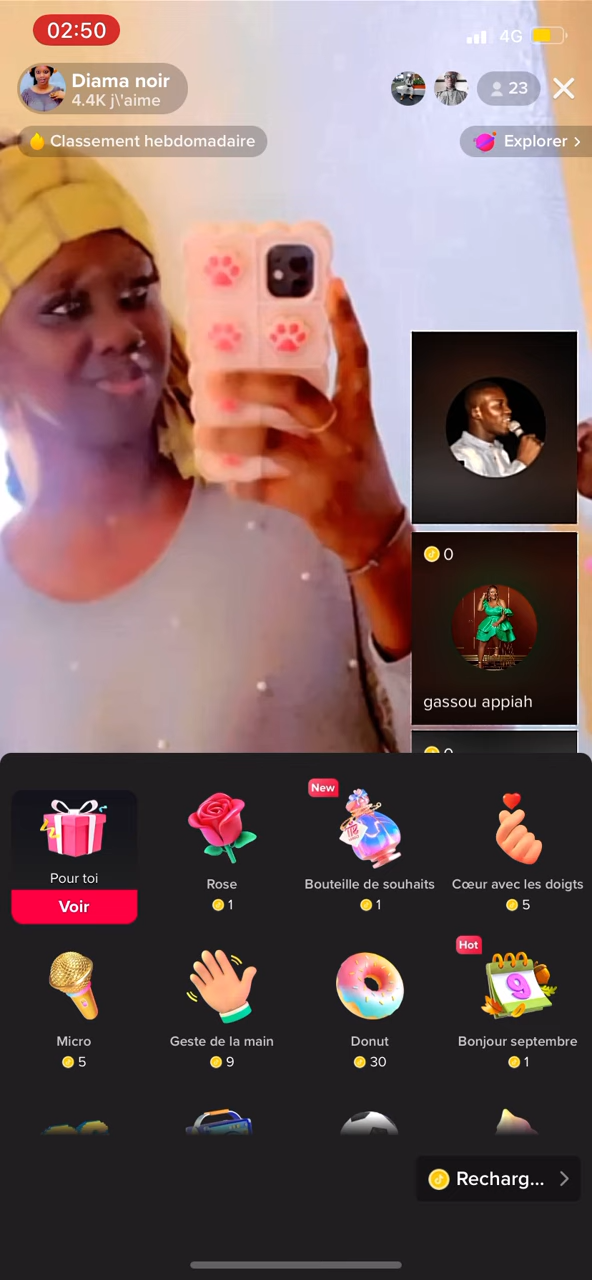 02:50
4G
Diama noir
4.4K j\'aime
23
Classement hebdomadaire
Explorer >
0
gassou appiah
0
New
Pour toi
Voir
Rose
1
Bouteille de souhaits
1
Cœur avec les doigts
5
Micro
5
Geste de la main
9
Donut
30
Hot
9
Bonjour septembre
1
Recharg... >